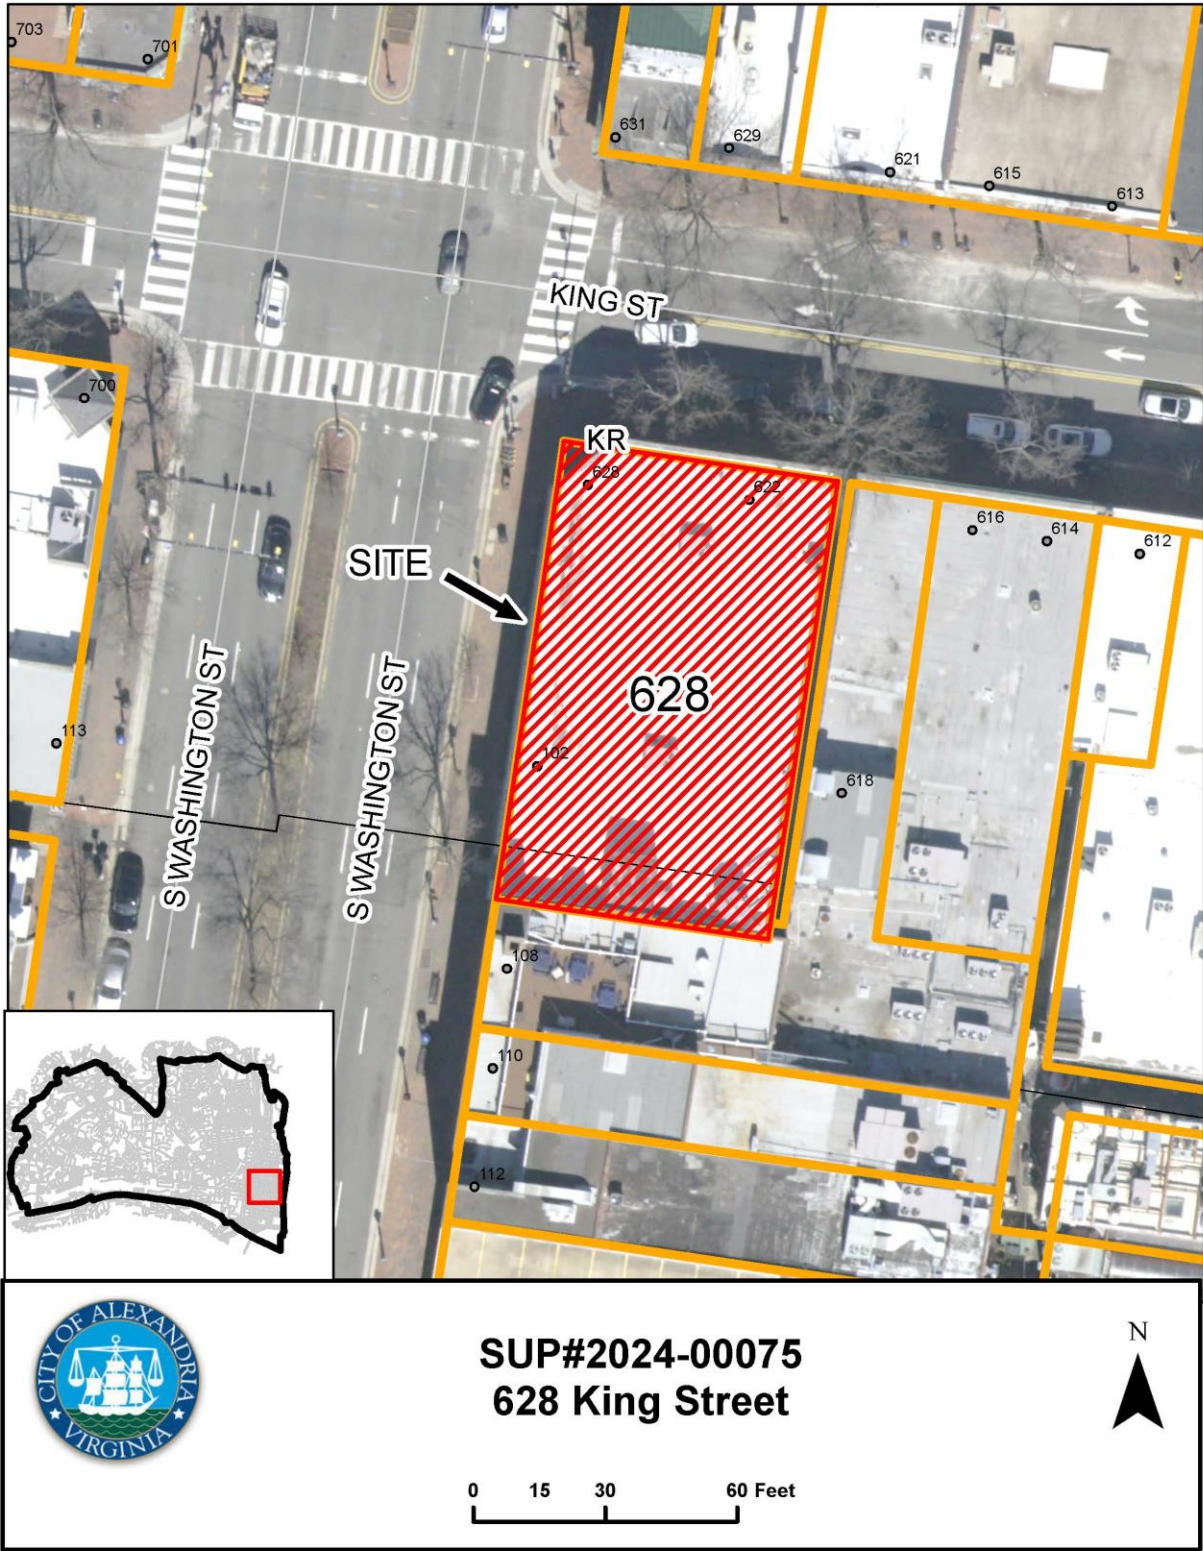 703
701
631
629
621
615
613
KING ST
700
KR
628
622
616
614
612
SITE
628
S WASHINGTON ST
S WASHINGTON ST
113
102
618
108
110
112
CITY OF ALEXANDRIA
VIRGINIA
SUP#2024-00075
628 King Street
N
0 15 30 60 Feet